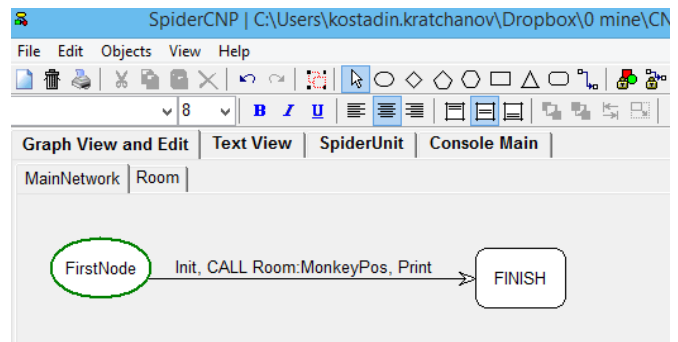 SpiderCNP | C:\Users\kostadin.kratchanov\Dropbox\0 mine\CN
File Edit Objects View Help
8 B I U
Graph View and Edit Text View SpiderUnit Console Main
MainNetwork Room
FirstNode Init, CALL Room:MonkeyPos, Print FINISH